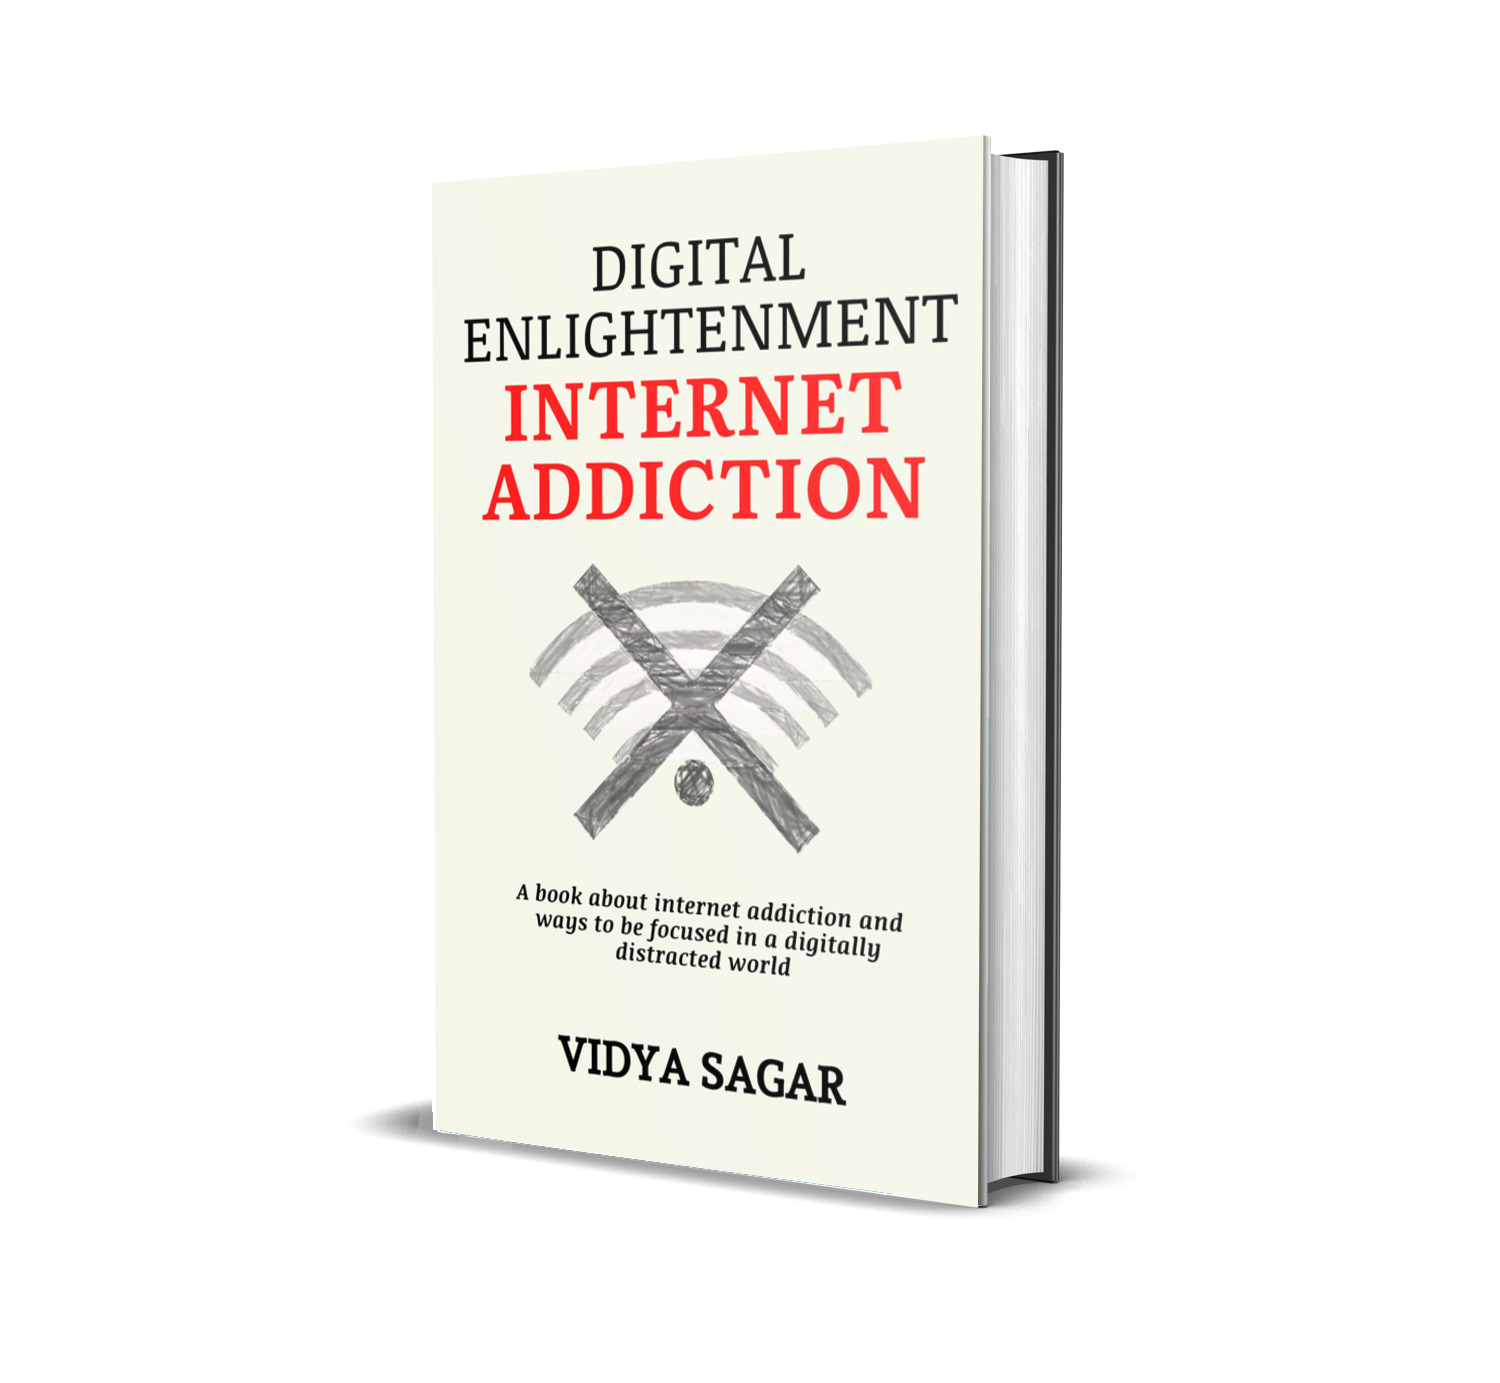 DIGITAL
ENLIGHTENMENT
INTERNET
ADDICTION
A book about internet addiction and
ways to be focused in a digitally
distracted world
VIDYA SAGAR